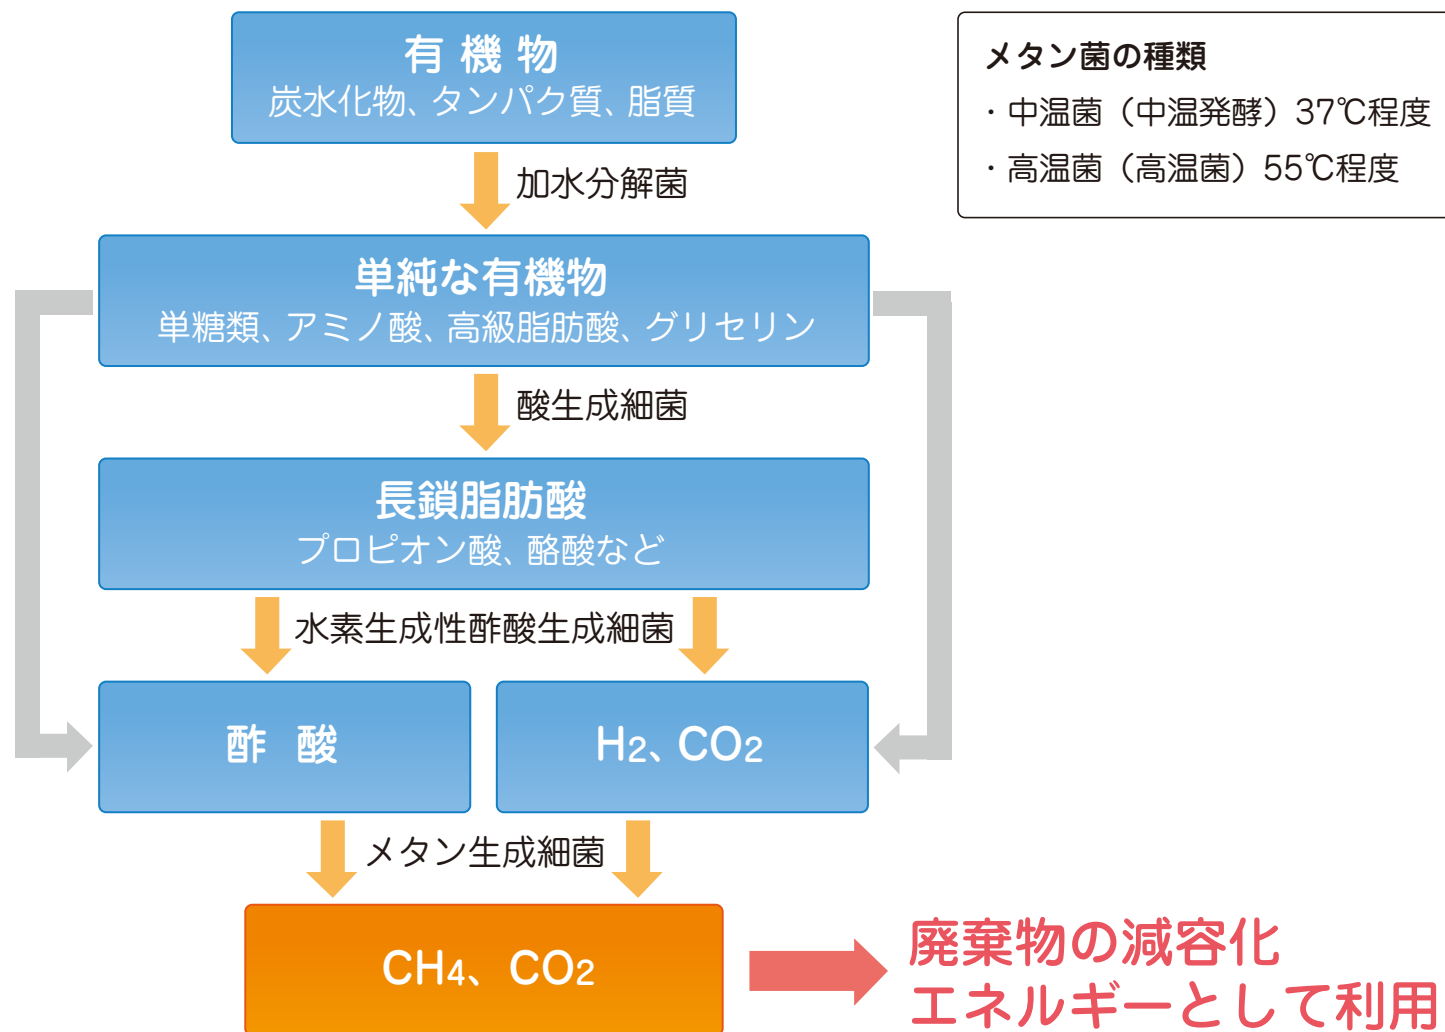 有機物
炭水化物、タンパク質、脂質
メタン菌の種類
・中温菌（中温発酵）37℃程度
・高温菌（高温菌）55℃程度
加水分解菌
単純な有機物
単糖類、アミノ酸、高級脂肪酸、グリセリン
酸生成細菌
長鎖脂肪酸
プロピオン酸、酪酸など
水素生成性酢酸生成細菌
酢酸
H2、CO2
メタン生成細菌
CH4、CO2
廃棄物の減容化
エネルギーとして利用